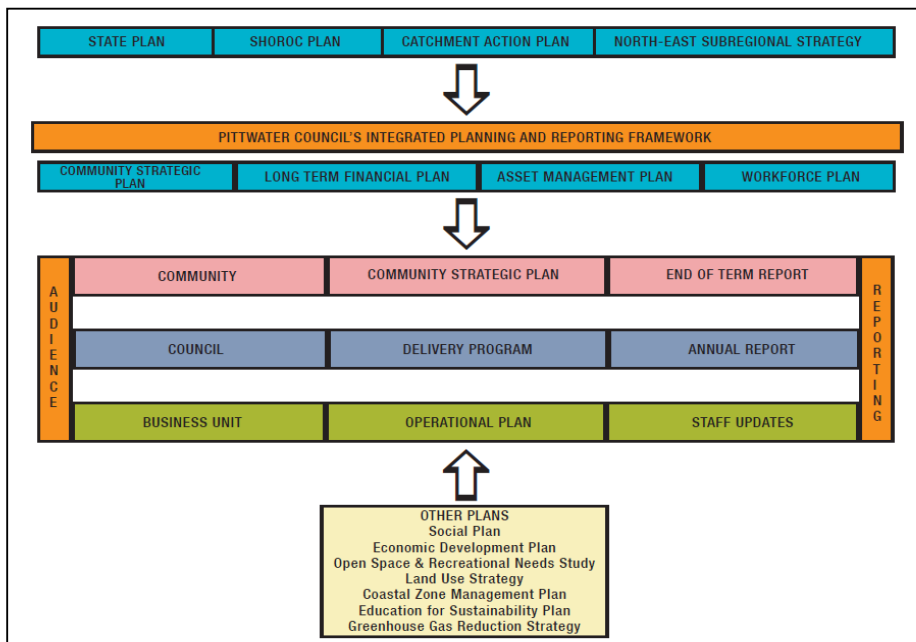 STATE PLAN
SHOROC PLAN
CATCHMENT ACTION PLAN
NORTH-EAST SUBREGIONAL STRATEGY
PITTWATER COUNCIL'S INTEGRATED PLANNING AND REPORTING FRAMEWORK
COMMUNITY STRATEGIC
PLAN
LONG TERM FINANCIAL PLAN
ASSET MANAGEMENT PLAN
WORKFORCE PLAN
AUDIENCE
COMMUNITY
COMMUNITY STRATEGIC PLAN
END OF TERM REPORT
COUNCIL
DELIVERY PROGRAM
ANNUAL REPORT
BUSINESS UNIT
OPERATIONAL PLAN
STAFF UPDATES
REPORTING
OTHER PLANS
Social Plan
Economic Development Plan
Open Space & Recreational Needs Study
Land Use Strategy
Coastal Zone Management Plan
Education for Sustainability Plan
Greenhouse Gas Reduction Strategy